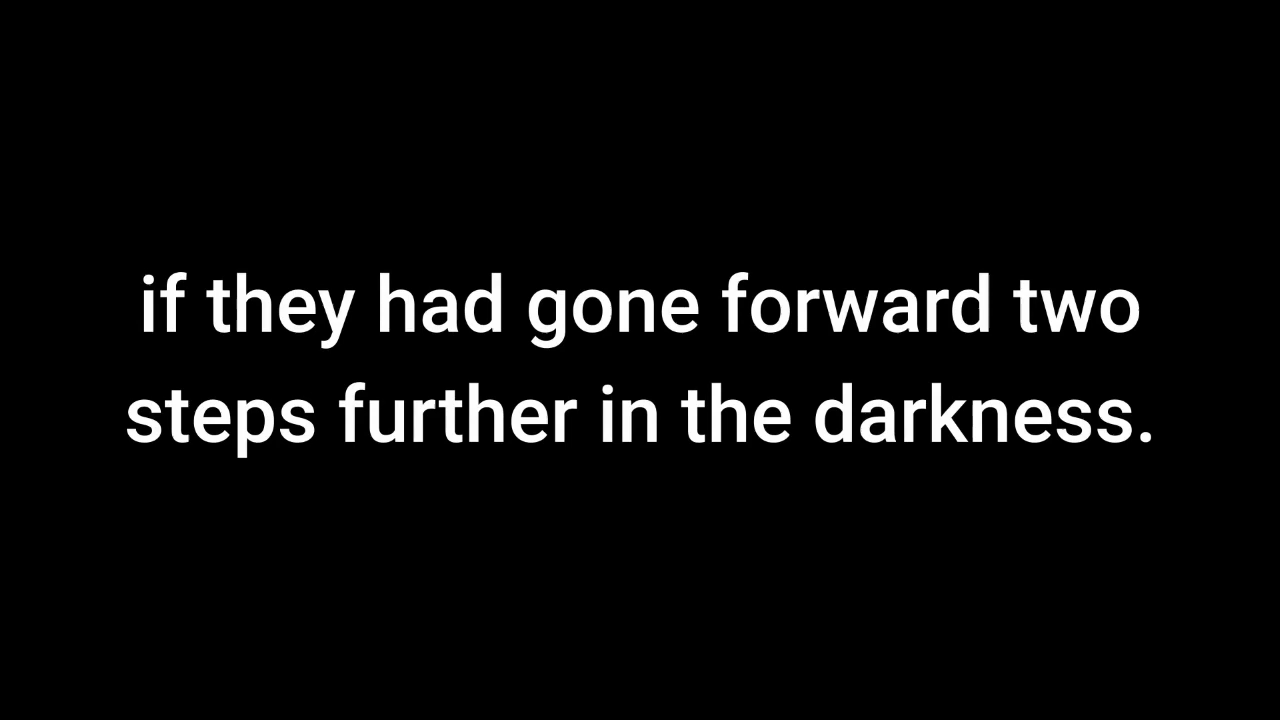 if they had gone forward two
steps further in the darkness.